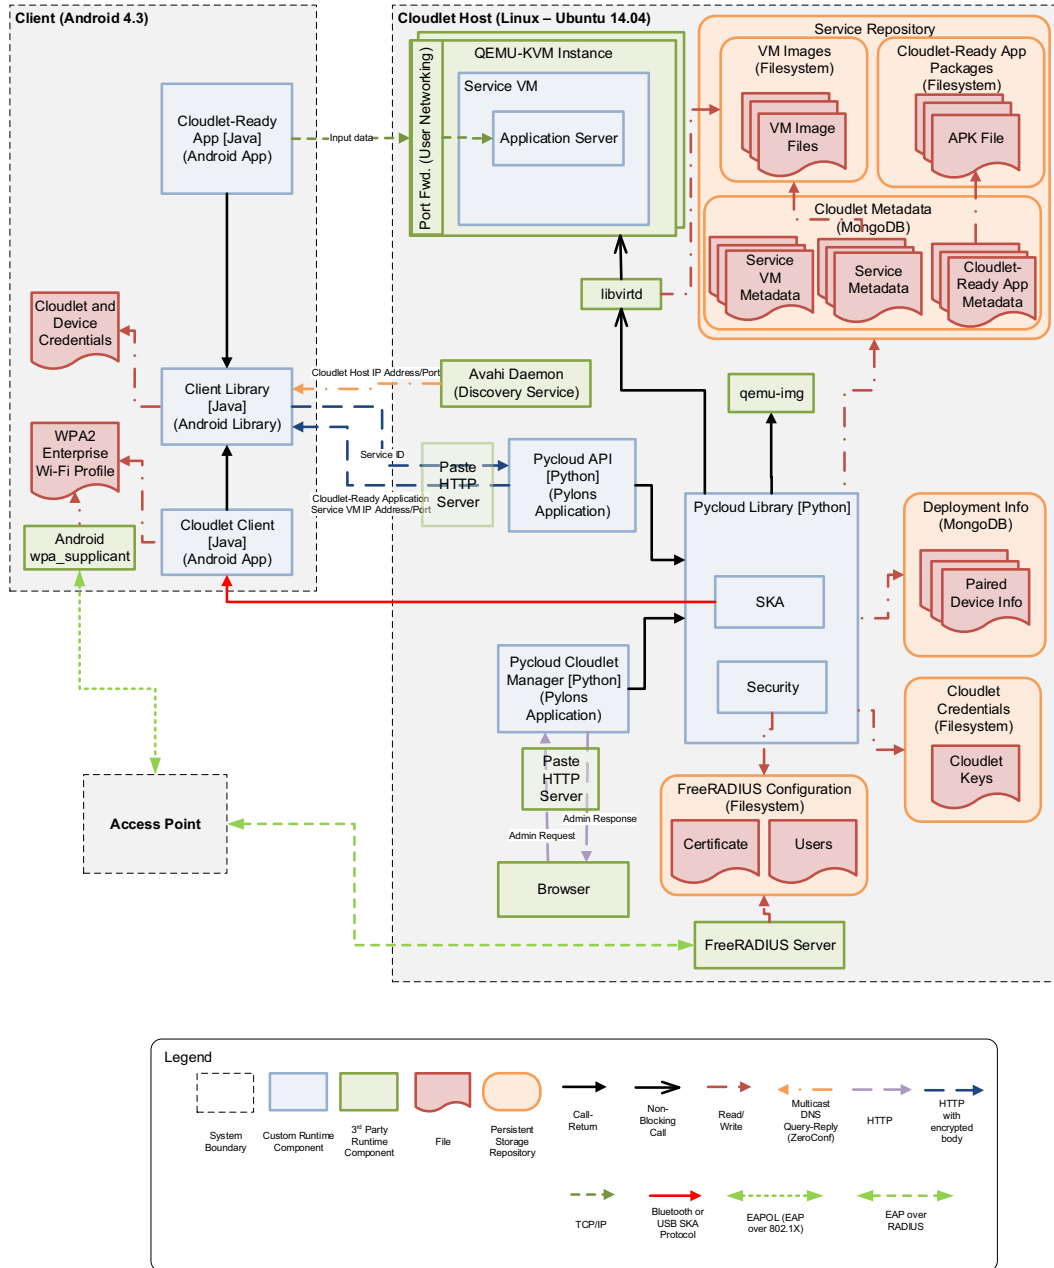 Client (Android 4.3)
Cloudlet Host (Linux – Ubuntu 14.04)
Cloudlet-Ready
App [Java]
(Android App)
Input data
Port Fwd. (User Networking)
QEMU-KVM Instance
Service VM
Application Server
Service Repository
VM Images
(Filesystem)
VM Image
Files
Cloudlet-Ready App
Packages
(Filesystem)
APK File
Cloudlet Metadata
(MongoDB)
Service
VM
Metadata
Service
Metadata
Cloudlet-
Ready App
Metadata
libvirtd
Cloudlet and
Device
Credentials
Client Library
[Java]
(Android Library)
Cloudlet Host IP Address/Port
Avahi Daemon
(Discovery Service)
qemu-img
WPA2
Enterprise
Wi-Fi Profile
Service ID
Paste
HTTP
Server
Pycloud API
[Python]
(Pylons
Application)
Cloudlet-Ready Application
Service VM IP Address/Port
Pycloud Library [Python]
Deployment Info
(MongoDB)
Paired
Device Info
Android
wpa_supplicant
Cloudlet Client
[Java]
(Android App)
SKA
Security
Pycloud Cloudlet
Manager [Python]
(Pylons
Application)
Cloudlet
Credentials
(Filesystem)
Cloudlet
Keys
Paste
HTTP
Server
Admin Response
Admin Request
Browser
Access Point
FreeRADIUS Configuration
(Filesystem)
Certificate
Users
FreeRADIUS Server
Legend
System
Boundary
Custom Runtime
Component
3rd Party
Runtime
Component
File
Persistent
Storage
Repository
Call-
Return
Non-
Blocking
Call
Read/
Write
Multicast
DNS
Query-Reply
(ZeroConf)
HTTP
HTTP
with
encrypted
body
TCP/IP
Bluetooth or
USB SKA
Protocol
EAPOL (EAP
over 802.1X)
EAP over
RADIUS